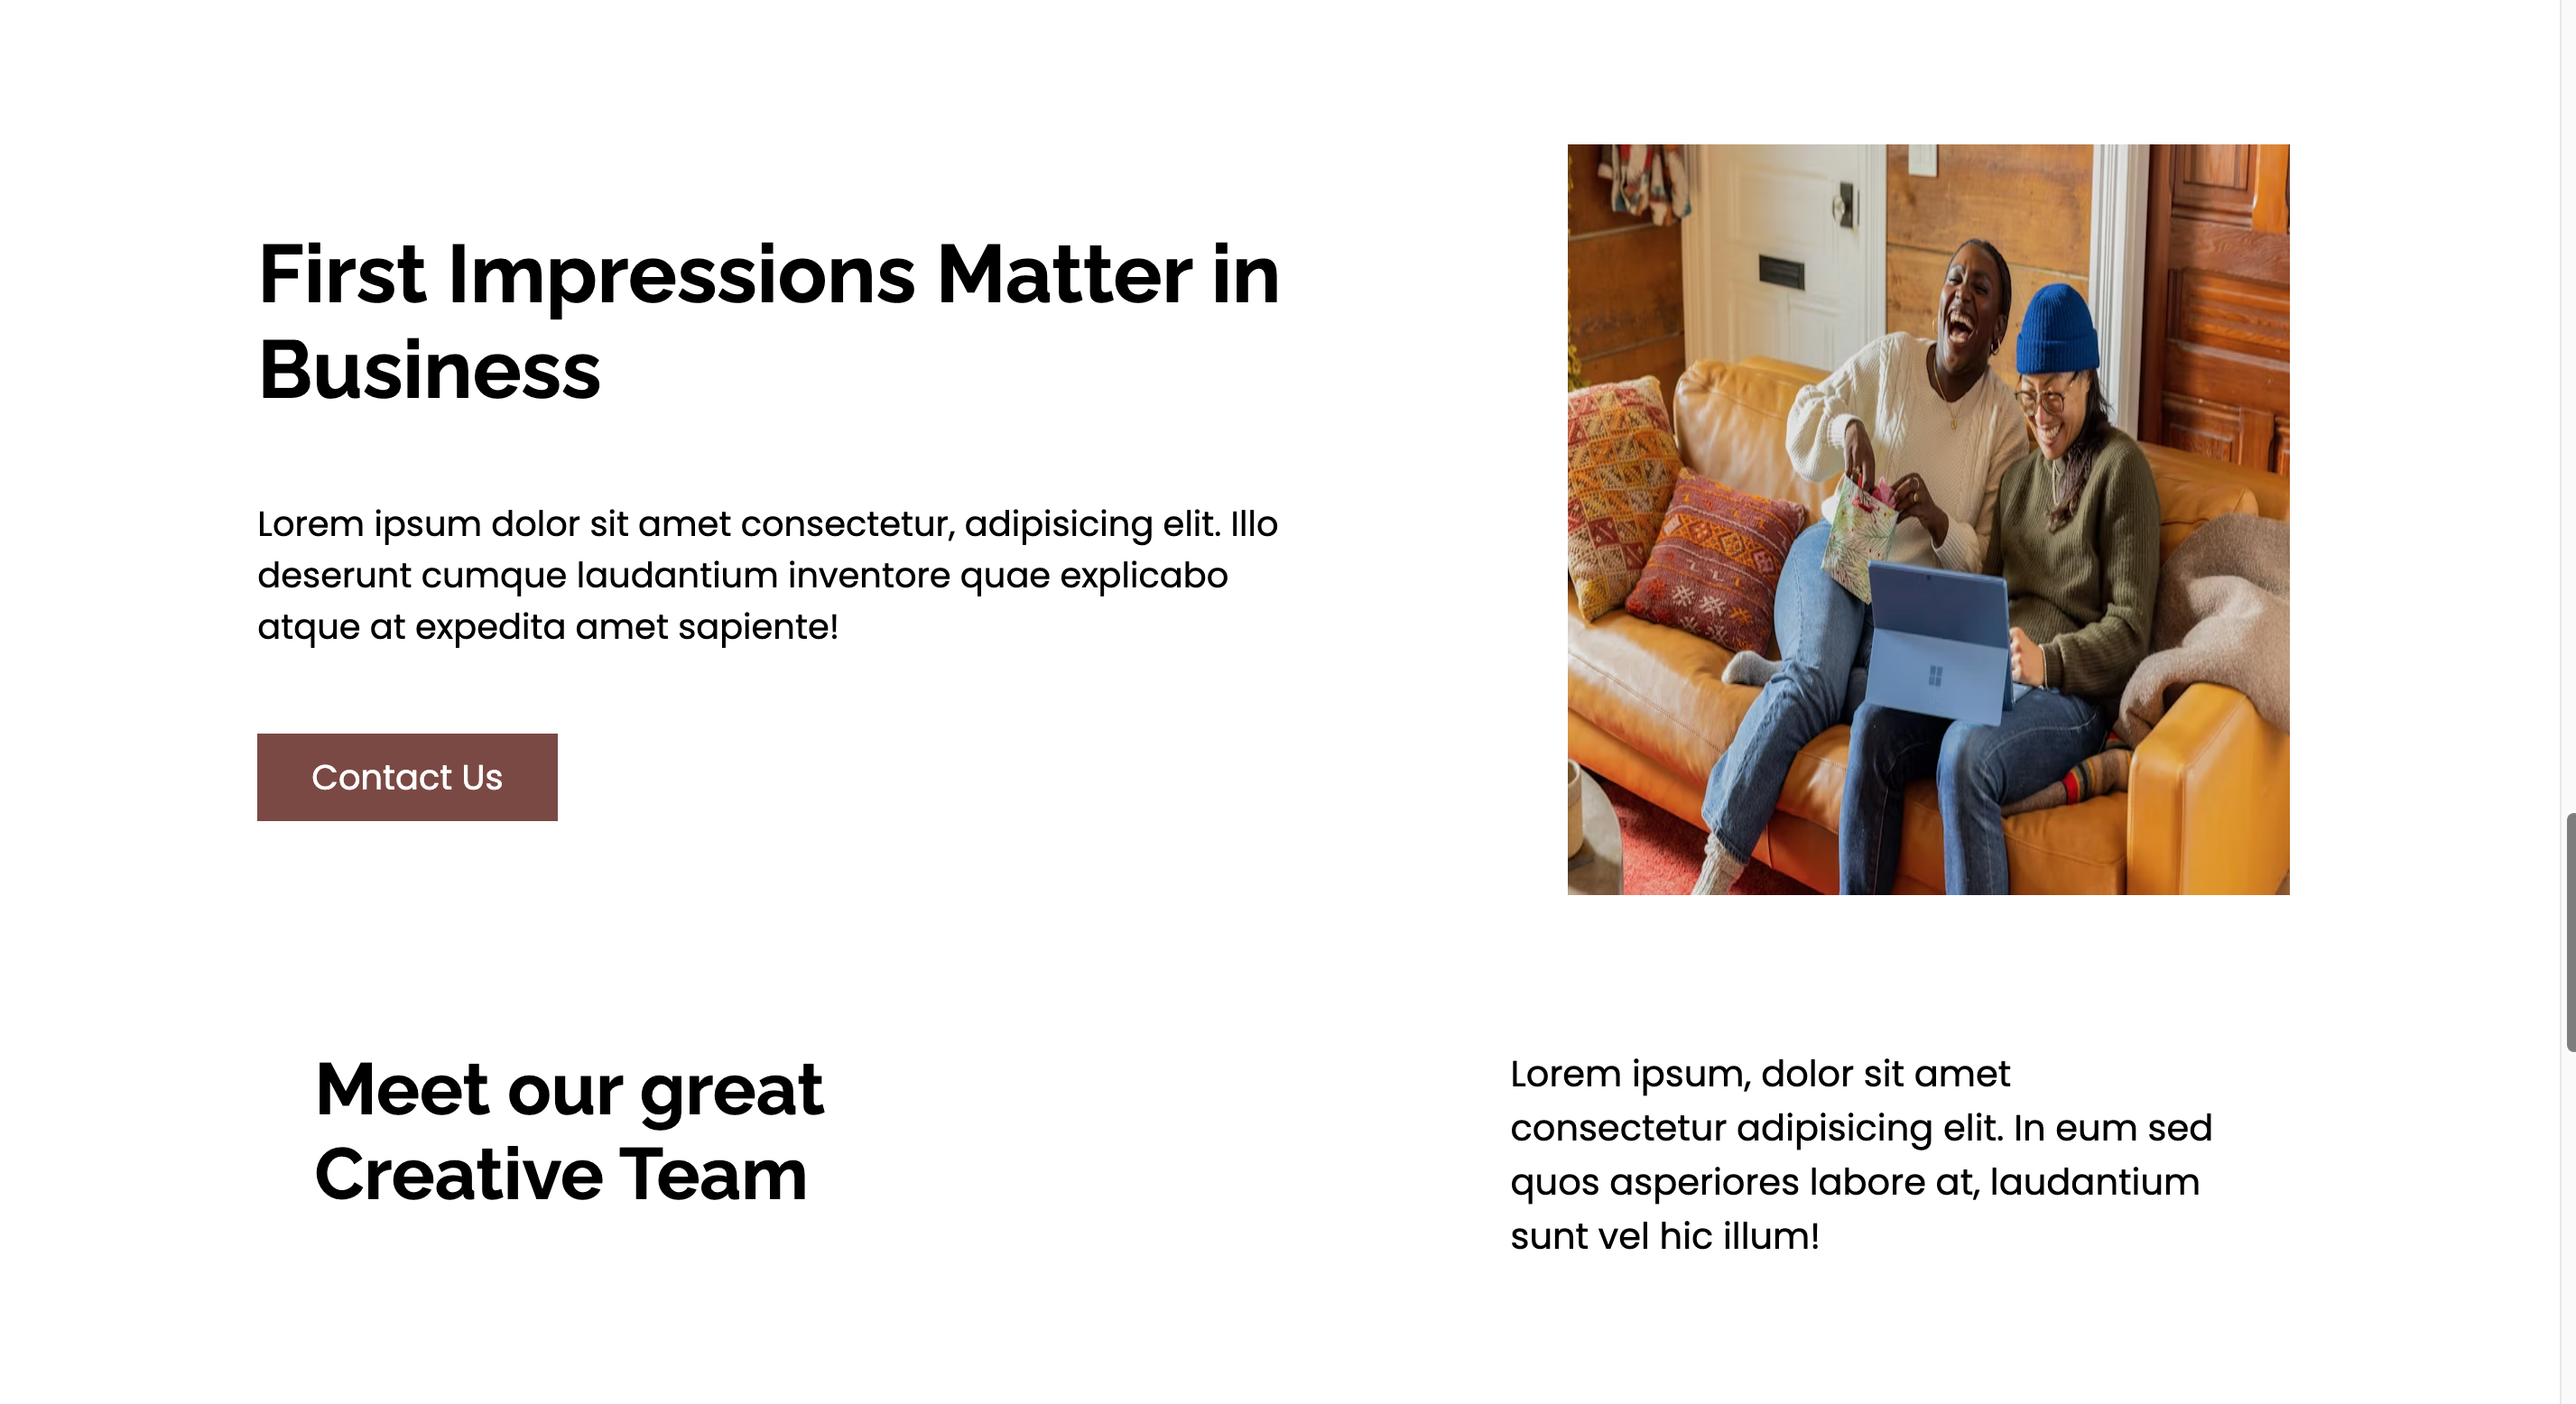 First Impressions Matter in
Business
Lorem ipsum dolor sit amet consectetur, adipisicing elit. Illo
deserunt cumque laudantium inventore quae explicabo
atque at expedita amet sapiente!
Contact Us
Meet our great
Creative Team
Lorem ipsum, dolor sit amet
consectetur adipisicing elit. In eum sed
quos asperiores labore at, laudantium
sunt vel hic illum!